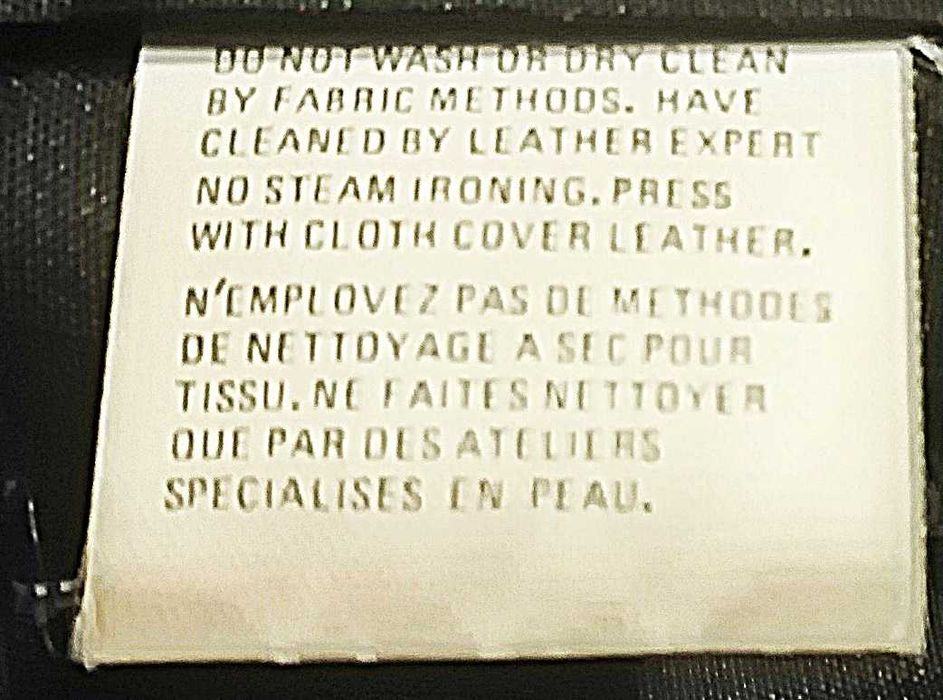 DO NOT WASH OR DRY CLEAN
BY FABRIC METHODS. HAVE
CLEANED BY LEATHER EXPERT
NO STEAM IRONING. PRESS
WITH CLOTH COVER LEATHER.
N'EMPLOVEZ PAS DE METHODES
DE NETTOYAGE A SEC POUR
TISSU. NE FAITES NETTOYER
QUE PAR DES ATELIERS
SPECIALISES EN PEAU.